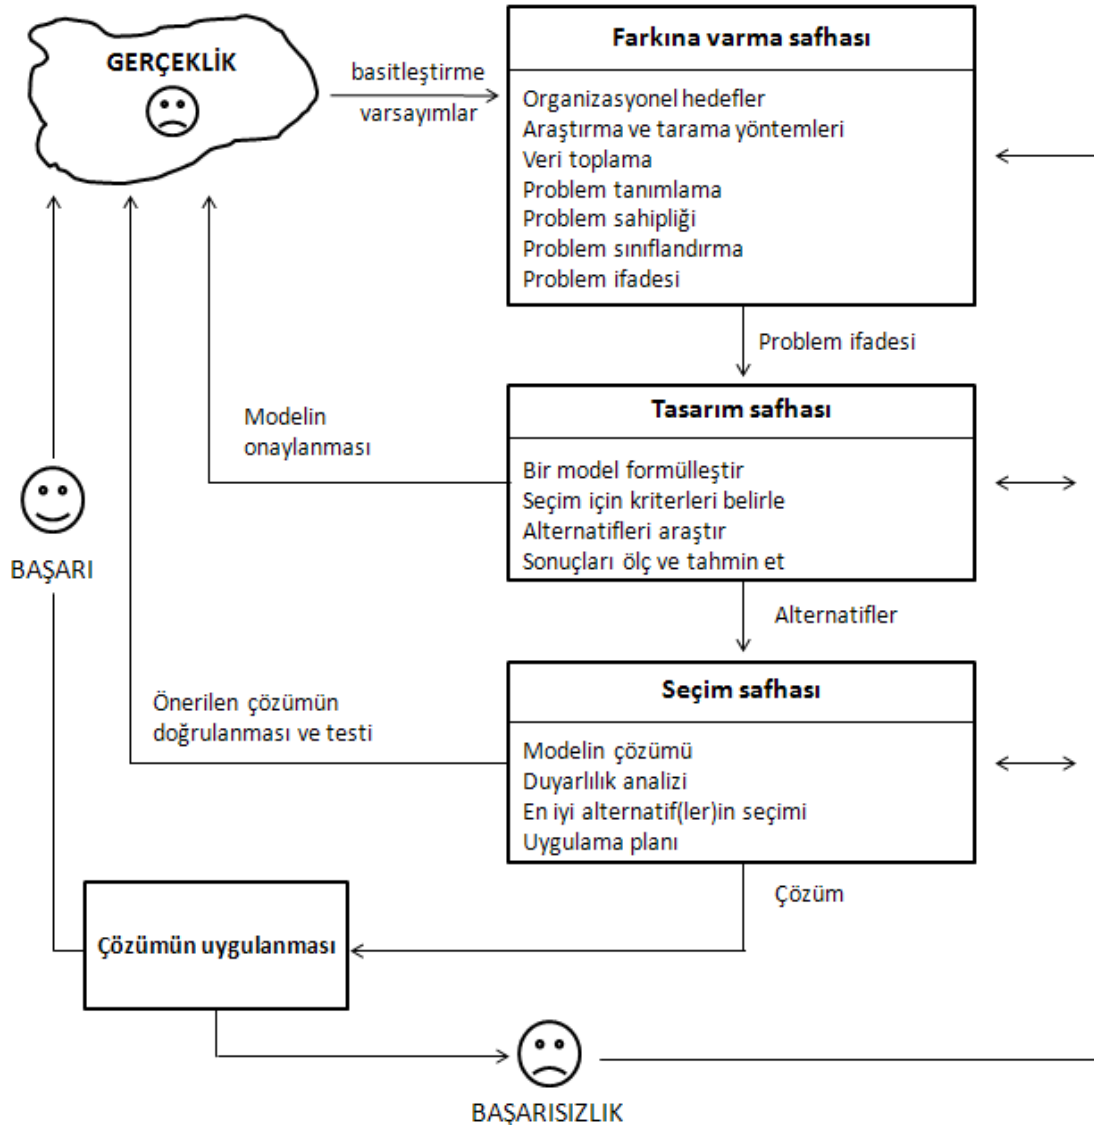 GERÇEKLİK
basitleştirme
varsayımlar
Farkına varma safhası
Organizasyonel hedefler
Araştırma ve tarama yöntemleri
Veri toplama
Problem tanımlama
Problem sahipliği
Problem sınıflandırma
Problem ifadesi
Problem ifadesi
Tasarım safhası
Bir model formülleştir
Seçim için kriterleri belirle
Alternatifleri araştır
Sonuçları ölç ve tahmin et
Modelin
onaylanması
BAŞARI
Alternatifler
Seçim safhası
Modelin çözümü
Duyarlılık analizi
En iyi alternatif(ler)in seçimi
Uygulama planı
Önerilen çözümün
doğrulanması ve testi
Çözüm
Çözümün uygulanması
BAŞARISIZLIK